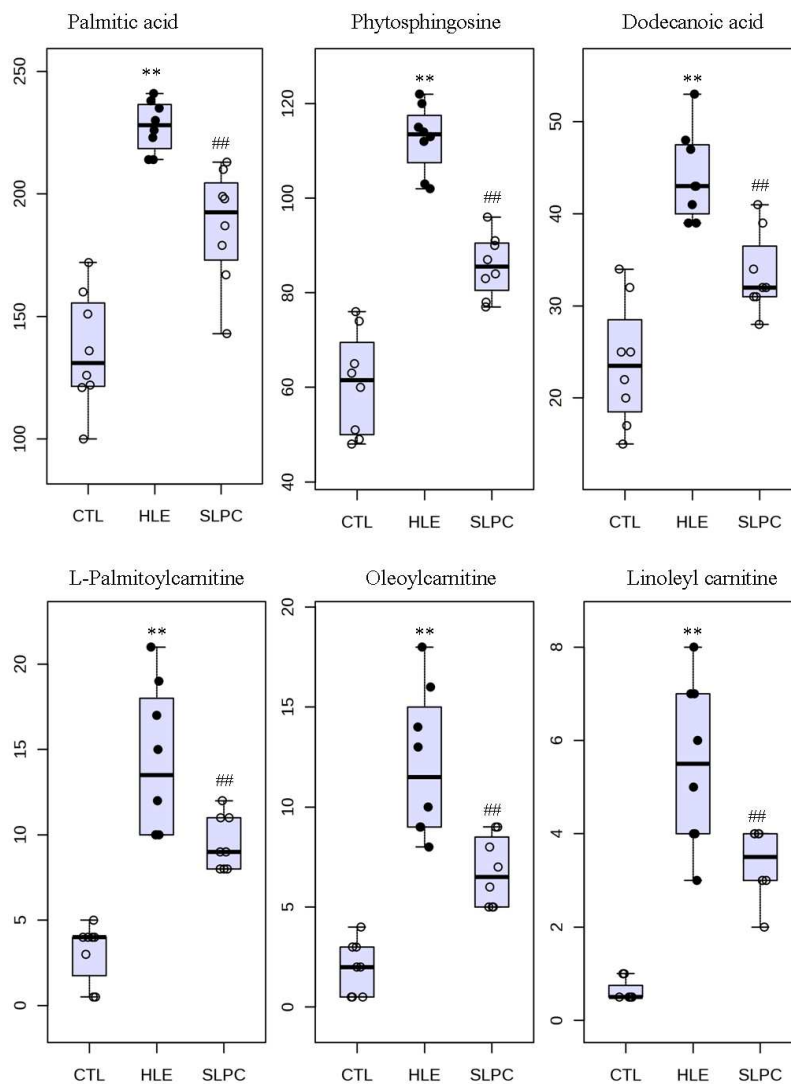 Palmitic acid
Phytosphingosine
Dodecanoic acid
250
200
150
100
**
##
CTL
HLE
SLPC
120
100
80
60
40
**
##
CTL
HLE
SLPC
50
40
30
20
**
##
CTL
HLE
SLPC
L-Palmitoylcarnitine
Oleoylcarnitine
Linoleyl carnitine
20
15
10
5
0
**
##
CTL
HLE
SLPC
20
15
10
5
0
**
##
CTL
HLE
SLPC
8
6
4
2
0
**
##
CTL
HLE
SLPC